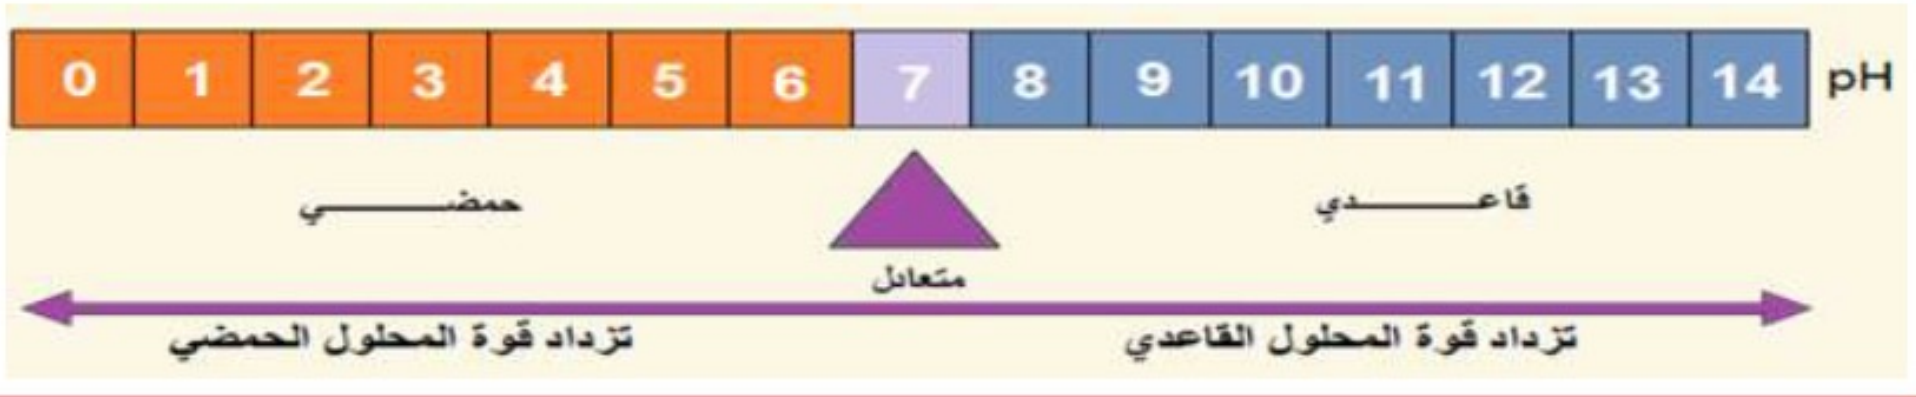 0 1 2 3 4 5 6 7 8 9 10 11 12 13 14 pH
حمضـــــــي
قاعـــــــدي
متعادل
تزداد قوة المحلول الحمضي
تزداد قوة المحلول القاعدي